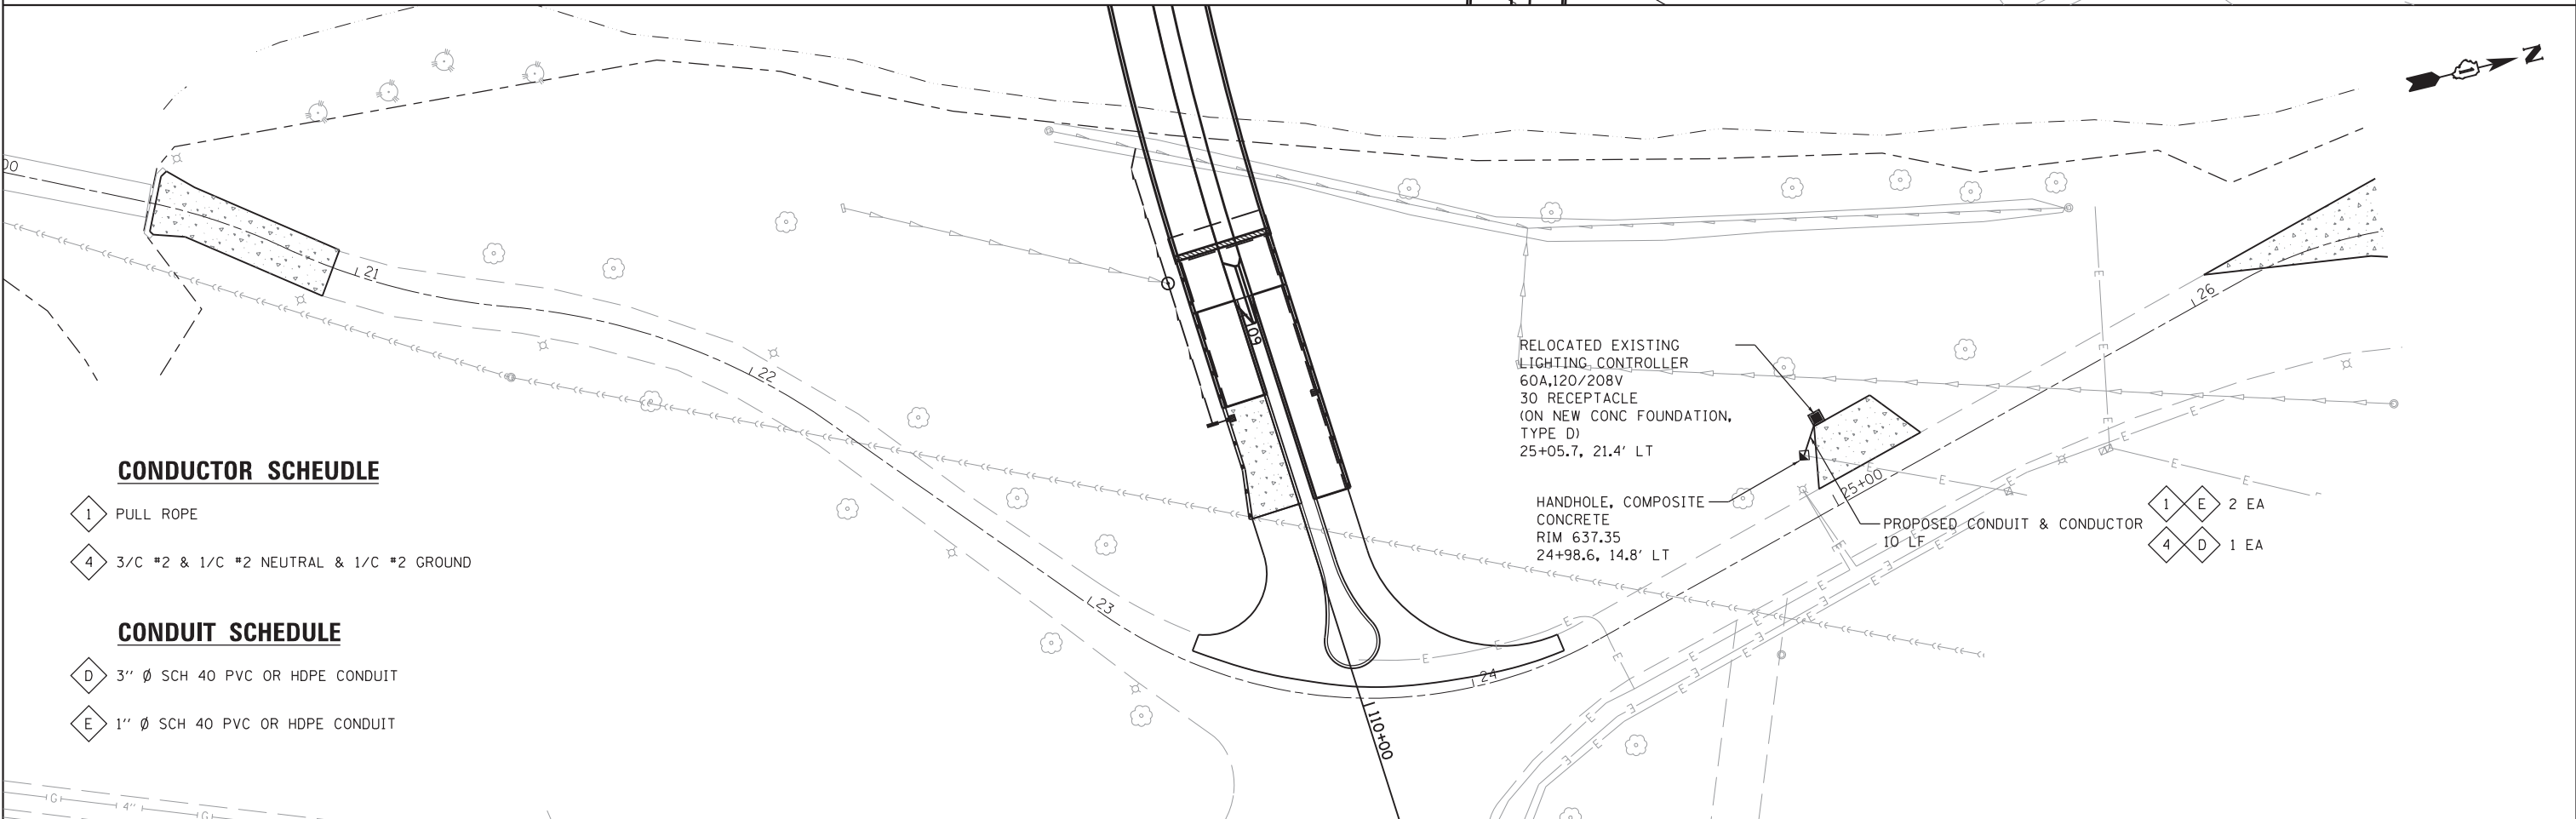 N
00
21
22
109
26
RELOCATED EXISTING
LIGHTING CONTROLLER
60A,120/208V
30 RECEPTACLE
(ON NEW CONC FOUNDATION,
TYPE D)
25+05.7, 21.4' LT
HANDHOLE, COMPOSITE
CONCRETE
RIM 637.35
24+98.6, 14.8' LT
25+00
PROPOSED CONDUIT & CONDUCTOR
10 LF
1 E 2 EA
4 D 1 EA
CONDUCTOR SCHEUDLE
1 PULL ROPE
4 3/C #2 & 1/C #2 NEUTRAL & 1/C #2 GROUND
CONDUIT SCHEDULE
D 3'' Ø SCH 40 PVC OR HDPE CONDUIT
E 1'' Ø SCH 40 PVC OR HDPE CONDUIT
23
24
110+00
E E E E E E E E E E E E E E E E
G 4'' G